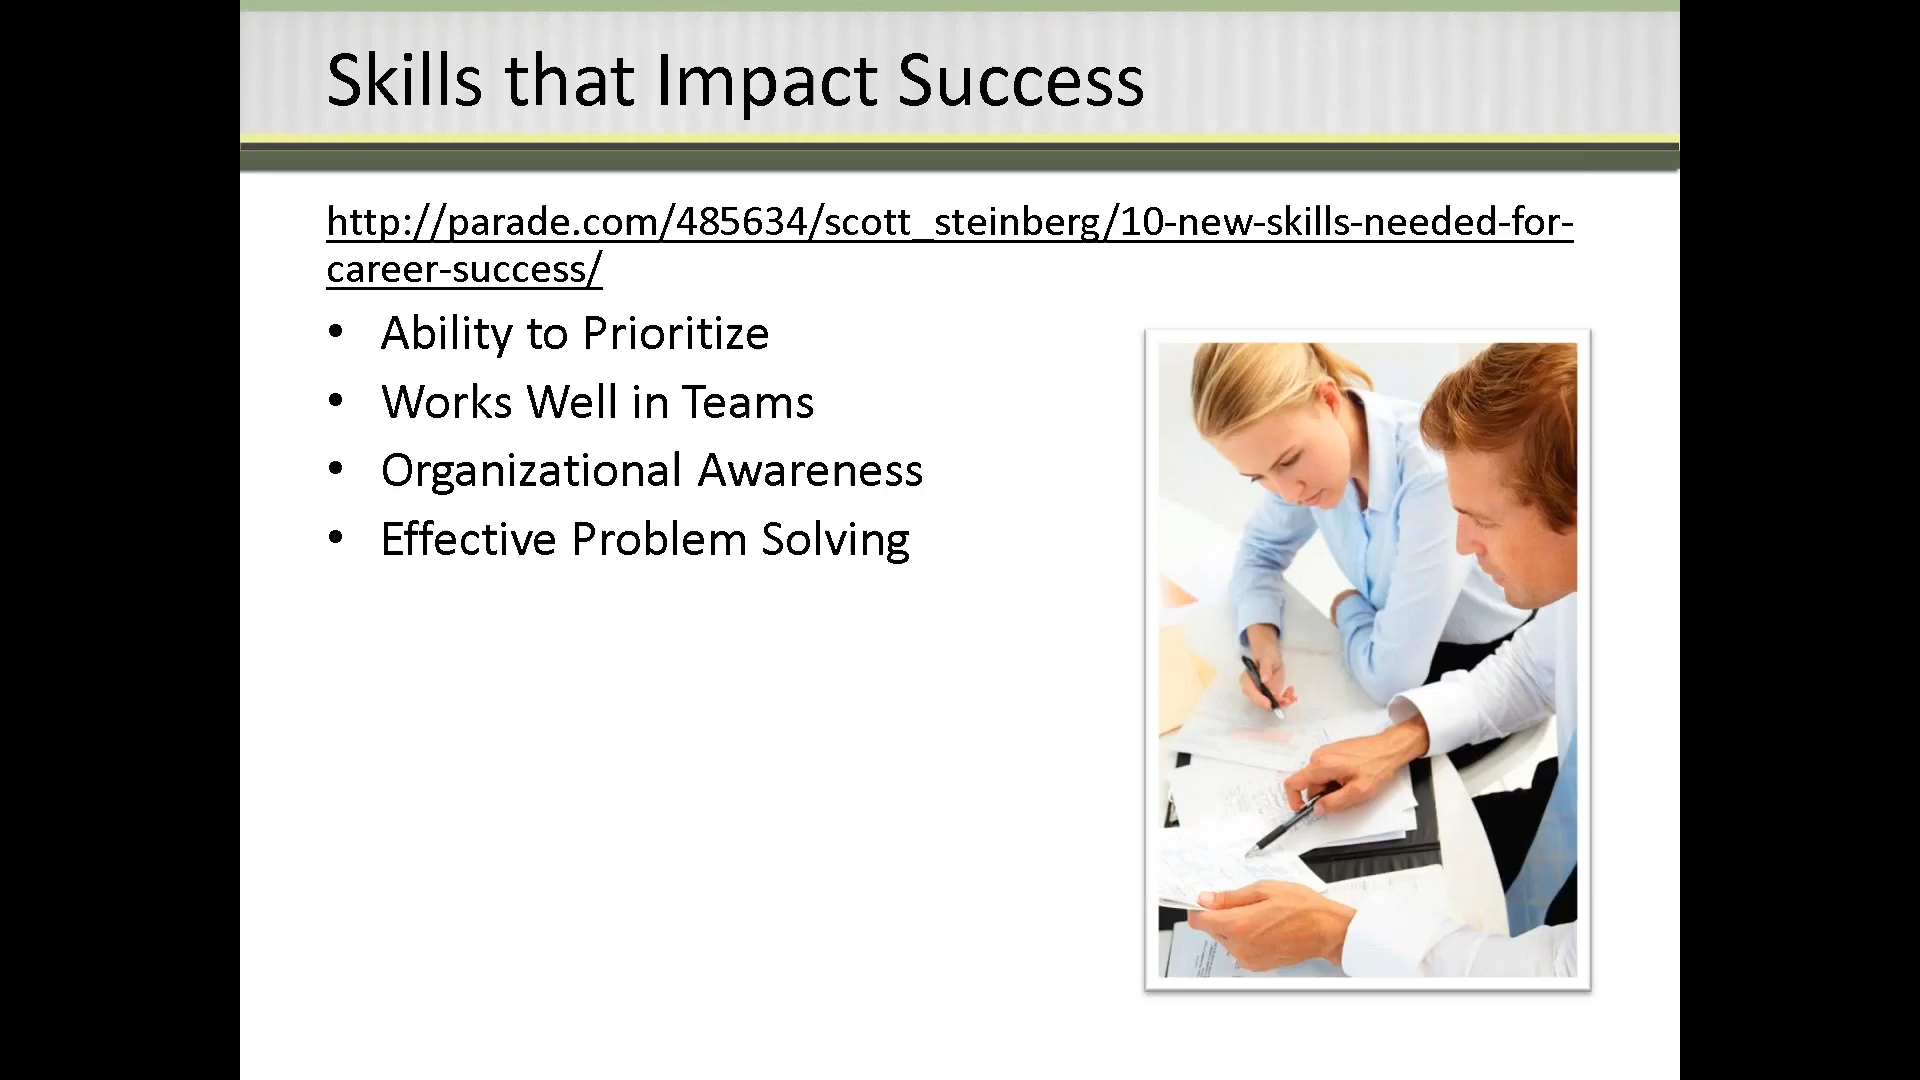 Skills that Impact Success
http://parade.com/485634/scott_steinberg/10-new-skills-needed-for-
career-success/
• Ability to Prioritize
• Works Well in Teams
• Organizational Awareness
• Effective Problem Solving